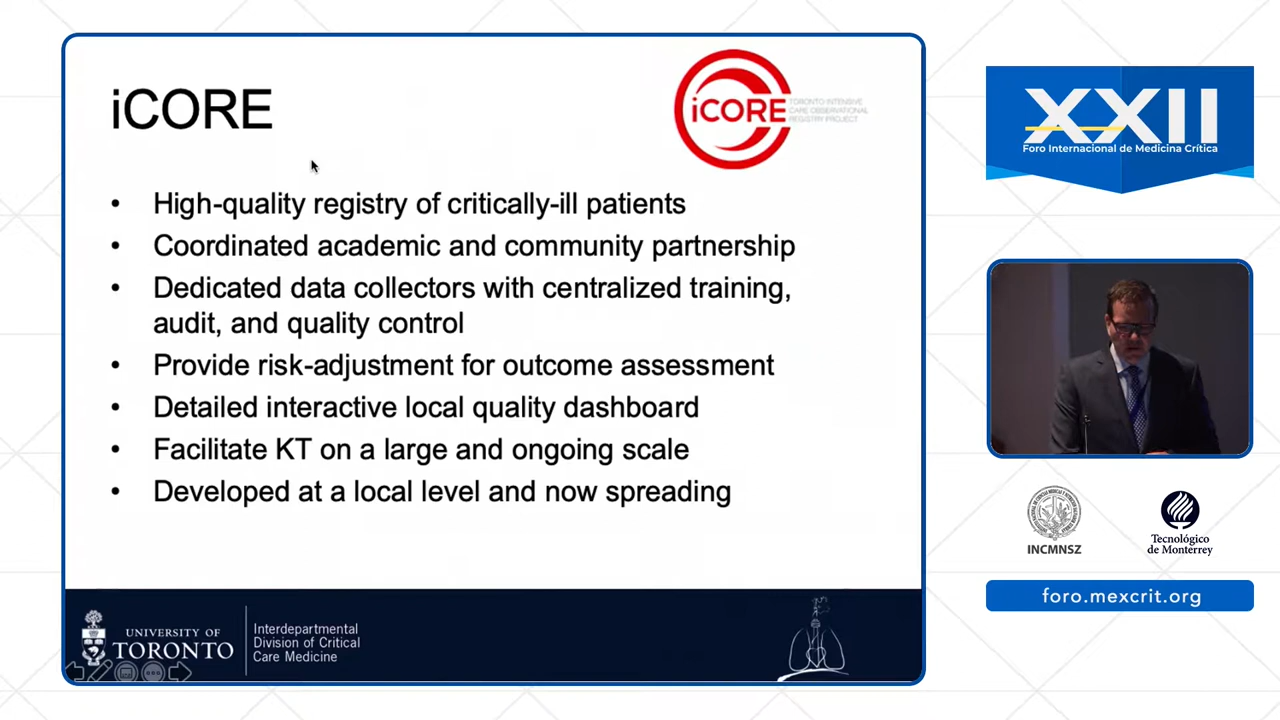 iCORE
iCORE
TORONTO INTENSIVE
CARE OBSERVATIONAL
REGISTRY PROJECT
• High-quality registry of critically-ill patients
• Coordinated academic and community partnership
• Dedicated data collectors with centralized training,
audit, and quality control
• Provide risk-adjustment for outcome assessment
• Detailed interactive local quality dashboard
• Facilitate KT on a large and ongoing scale
• Developed at a local level and now spreading
UNIVERSITY OF
TORONTO
Interdepartmental
Division of Critical
Care Medicine
XXII
Foro Internacional de Medicina Crítica
INCMNSZ
Tecnológico
de Monterrey
foro.mexcrit.org